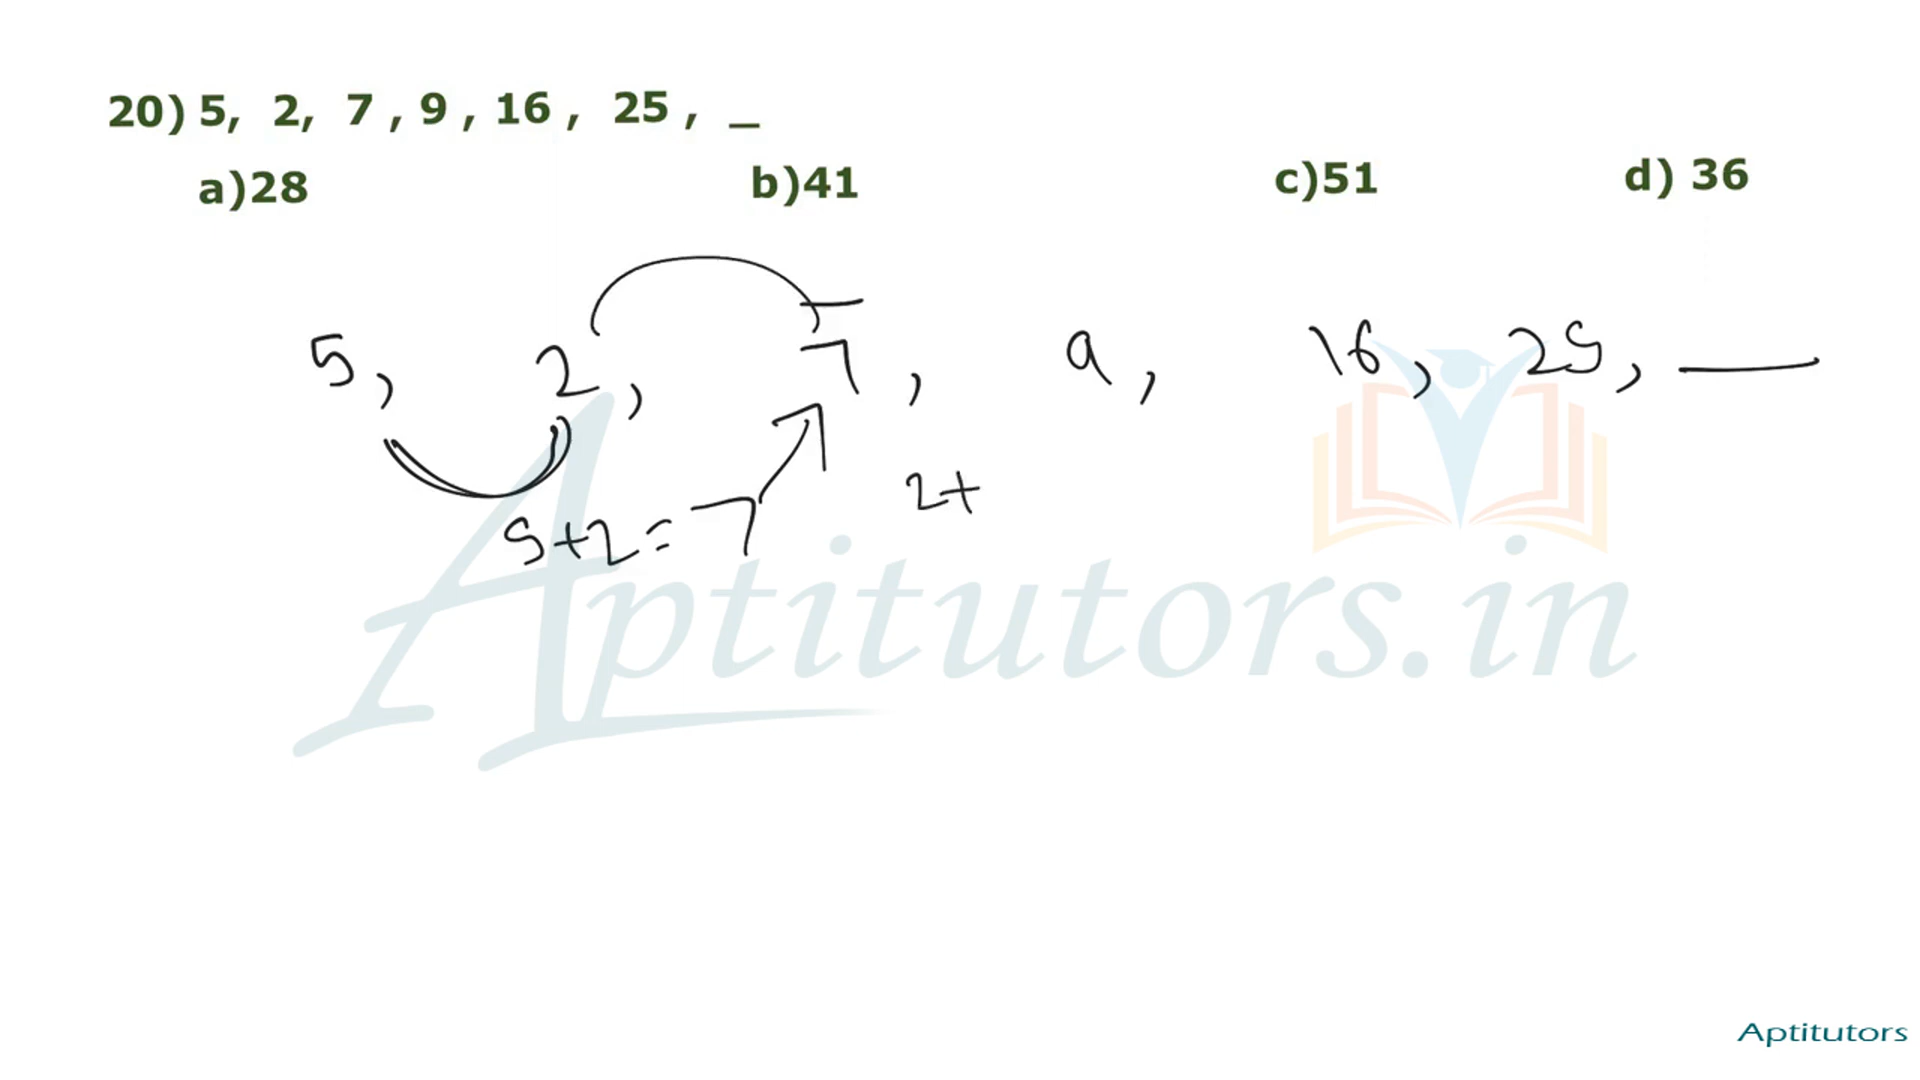 20) 5, 2, 7 , 9 , 16 , 25 , _
a)28 b)41 c)51 d) 36
5, 2, 7, 9, 16, 25, __
5+2=7
2+
Aptitutors.in
Aptitutors